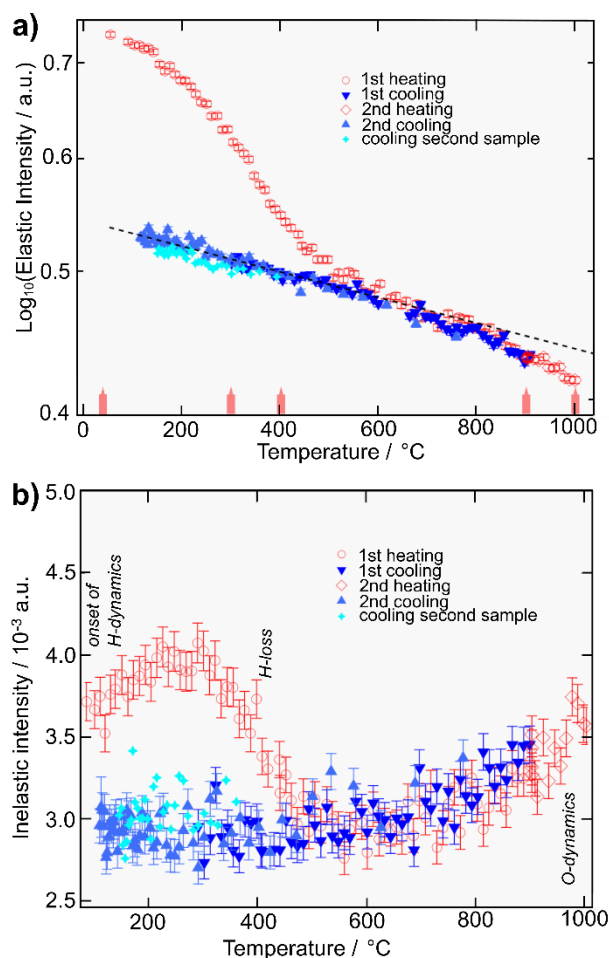 a)
0.7
0.6
0.5
0.4
Log₁₀(Elastic Intensity / a.u.)
1st heating
1st cooling
2nd heating
2nd cooling
cooling second sample
0 200 400 600 800 1000
Temperature / °C
b)
5.0
4.5
4.0
3.5
3.0
2.5
Inelastic intensity / 10⁻³ a.u.
onset of
H-dynamics
H-loss
1st heating
1st cooling
2nd heating
2nd cooling
cooling second sample
O-dynamics
200 400 600 800 1000
Temperature / °C